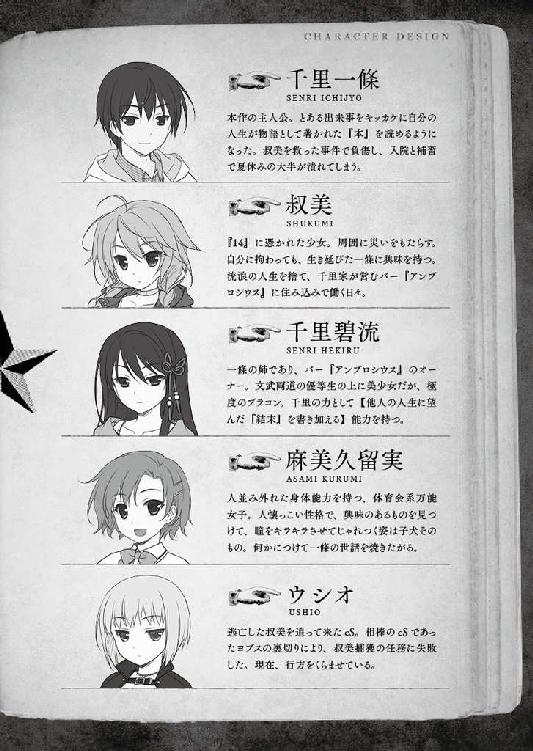 CHARACTER DESIGN
千里一條
SENRI ICHIJYO
本作の主人公。とある出来事をキッカケに自分の
人生が物語として著かれた『本』を読めるように
なった。叔美を救った事件で負傷し、入院と補習
で夏休みの大半が潰れてしまう。
叔美
SHUKUMI
『14』に憑かれた少女。周囲に災いをもたらす。
自分に拘わっても、生き延びた一條に興味を持つ。
流浪の人生を捨て、千里家が営むバー『アンブ
ロシウス』に住み込みで働く日々。
千里碧流
SENRI HEKIRU
一條の姉であり、バー『アンブロシウス』のオー
ナー。文武両道の優等生の上に美少女だが、極
度のブラコン。千里の力として【他人の人生に望
んだ『結末』を書き加える】能力を持つ。
麻美久留実
ASAMI KURUMI
人並み外れた身体能力を持つ、体育会系万能
女子。人懐っこい性格で、興味のあるものを見つ
けて、瞳をキラキラさせてじゃれつく姿は子犬その
もの。何かにつけて一條の世話を焼きたがる。
ウシオ
USHIO
逃亡した叔美を追って来たcS。相棒のcSであっ
たヨブスの裏切りにより、叔美捕獲の任務に失敗
した。現在、行方をくらませている。